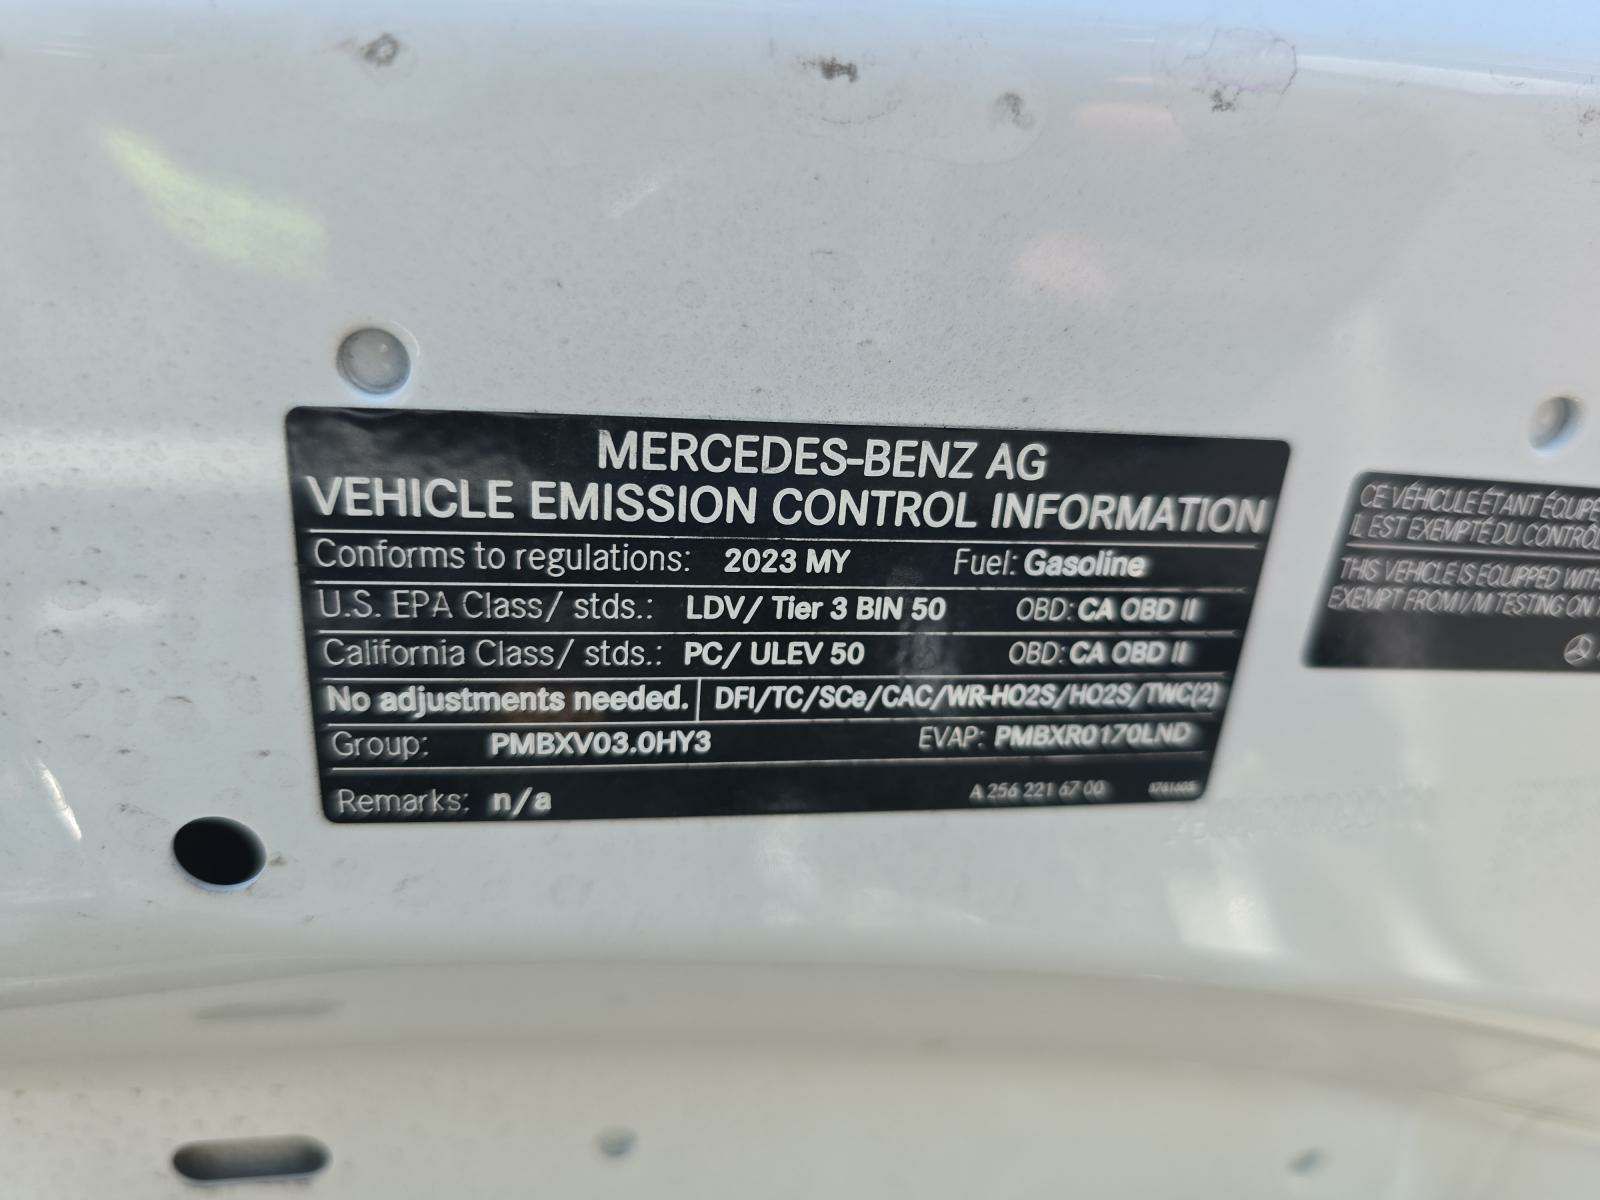 MERCEDES-BENZ AG
VEHICLE EMISSION CONTROL INFORMATION
Conforms to regulations: 2023 MY Fuel: Gasoline
U.S. EPA Class/ stds.: LDV/ Tier 3 BIN 50 OBD: CA OBD II
California Class/ stds.: PC/ ULEV 50 OBD: CA OBD II
No adjustments needed. DFI/TC/SCe/CAC/WR-HO2S/HO2S/TWC(2)
Group: PMBXV03.0HY3 EVAP: PMBXR0170LND
Remarks: n/a A 256 221 67 00
CE VÉHICULE ÉTANT ÉQUIPÉ
IL EST EXEMPTÉ DU CONTRÔL
THIS VEHICLE IS EQUIPPED WITH
EXEMPT FROM I/M TESTING ON